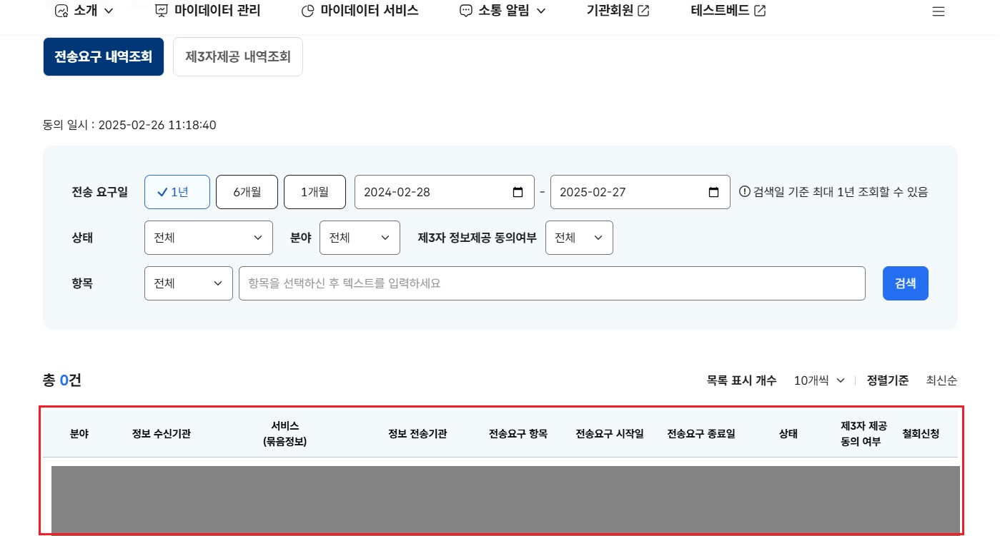 소개 마이데이터 관리 마이데이터 서비스 소통 알림 기관회원 테스트베드
전송요구 내역조회 제3자제공 내역조회
동의 일시 : 2025-02-26 11:18:40
전송 요구일 1년 6개월 1개월 2024-02-28 - 2025-02-27 검색일 기준 최대 1년 조회할 수 있음
상태 전체 분야 전체 제3자 정보제공 동의여부 전체
항목 전체 항목을 선택하신 후 텍스트를 입력하세요 검색
총 0건 목록 표시 개수 10개씩 정렬기준 최신순
분야 정보 수신기관 서비스 정보 전송기관 전송요구 항목 전송요구 시작일 전송요구 종료일 상태 제3자 제공 철회신청
(묶음정보) 동의 여부